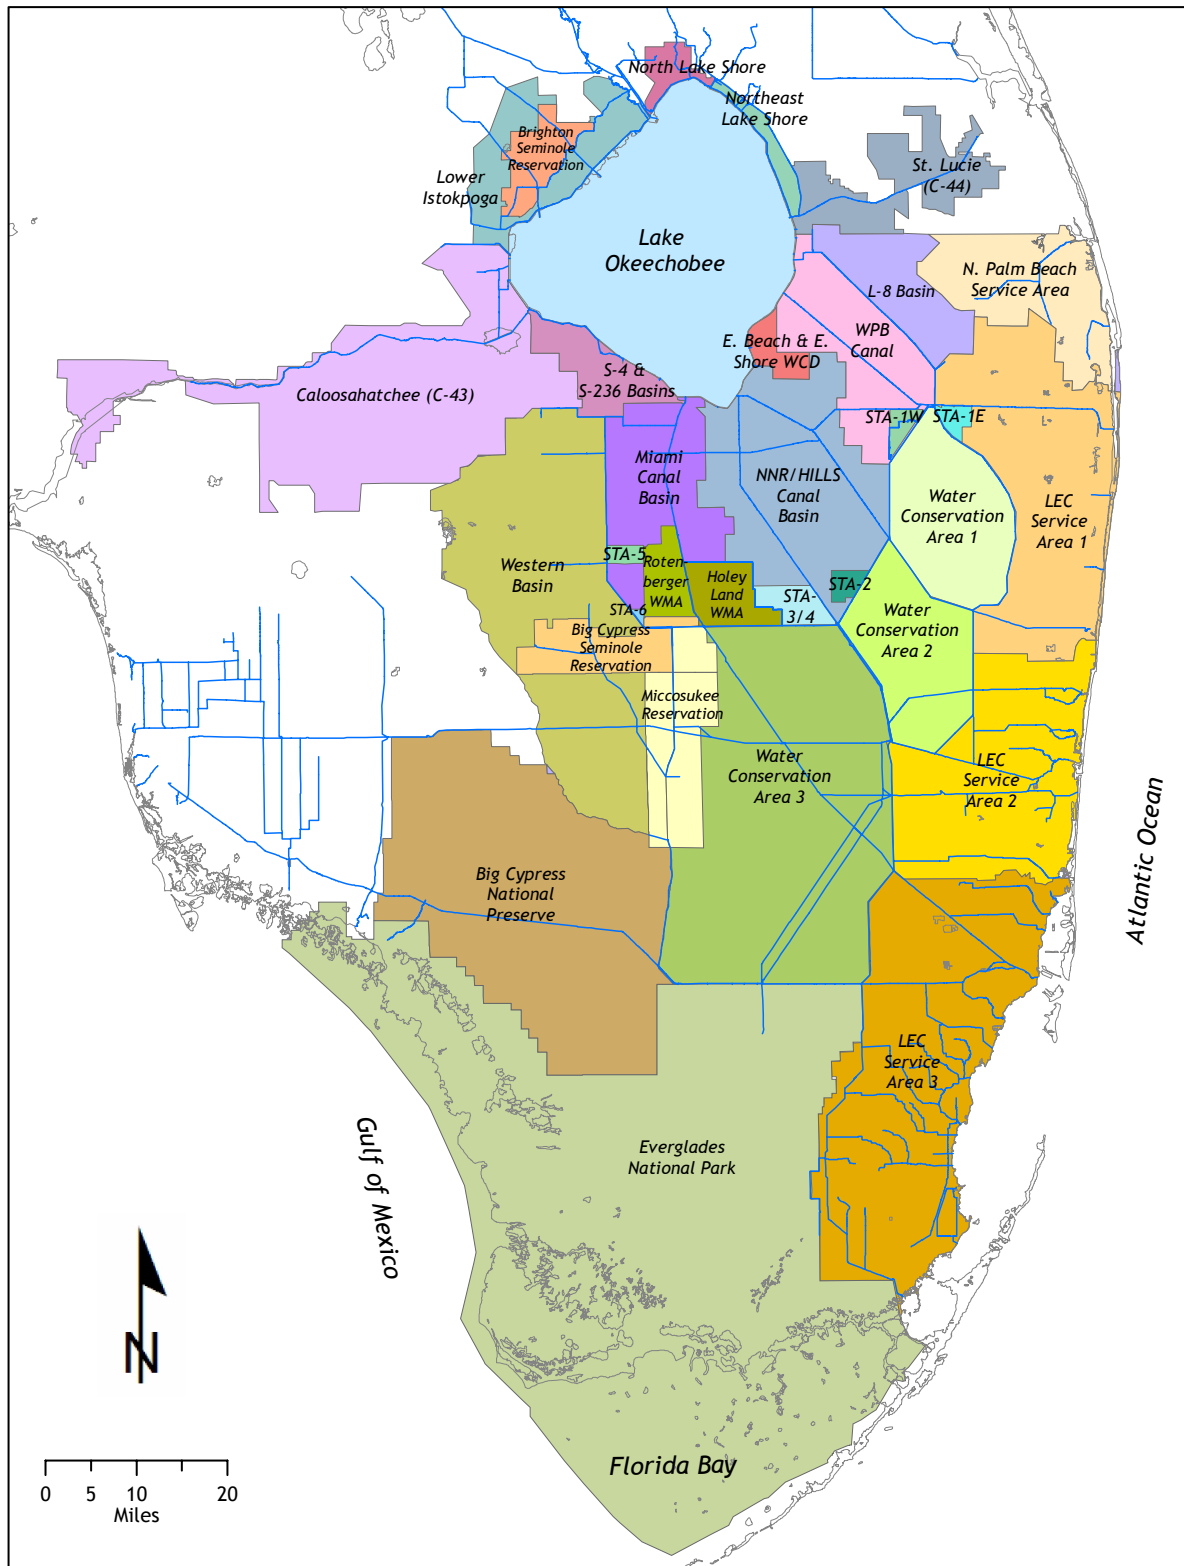 North Lake Shore
Northeast
Lake Shore
Brighton
Seminole
Reservation
St. Lucie
(C-44)
Lower
Istokpoga
Lake
Okeechobee
N. Palm Beach
Service Area
L-8 Basin
WPB
Canal
E. Beach & E.
Shore WCD
S-4 &
S-236 Basins
Caloosahatchee (C-43)
STA-1W
STA-1E
Miami
Canal
Basin
NNR/HILLS
Canal
Basin
Water
Conservation
Area 1
LEC
Service
Area 1
Western
Basin
STA-5
Roten-
berger
WMA
Holey
Land
WMA
STA-
3/4
STA-2
STA-6
Big Cypress
Seminole
Reservation
Water
Conservation
Area 2
Miccosukee
Reservation
Water
Conservation
Area 3
LEC
Service
Area 2
Atlantic Ocean
Big Cypress
National
Preserve
LEC
Service
Area 3
Gulf of Mexico
Everglades
National Park
N
Florida Bay
0 5 10 20
Miles